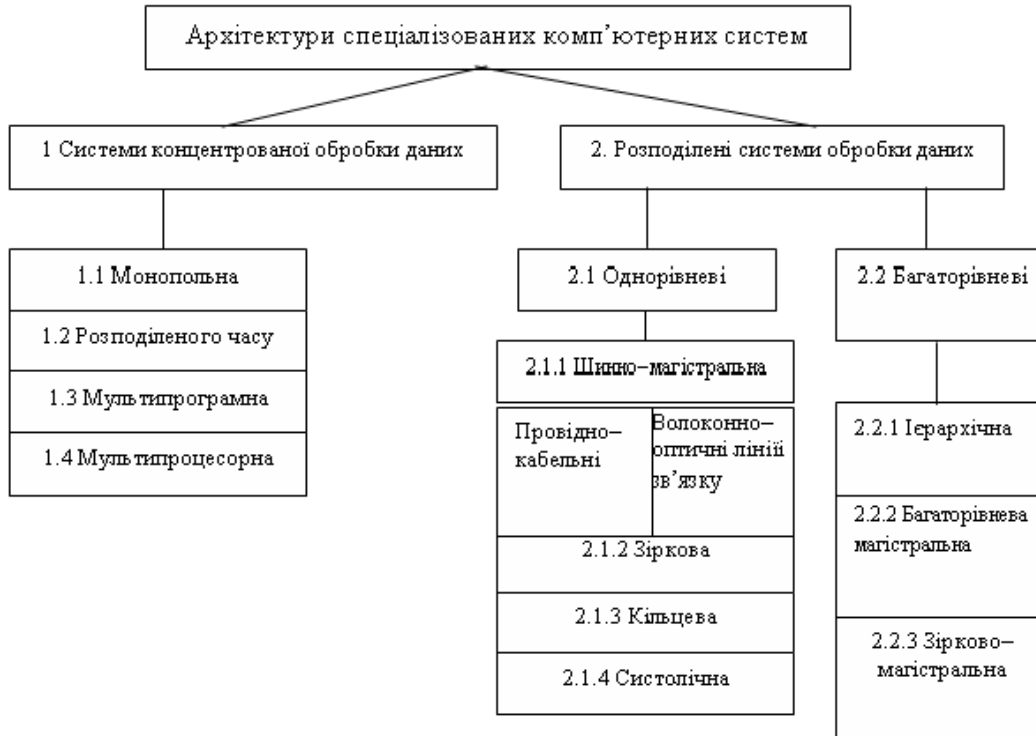 Архітектури спеціалізованих комп’ютерних систем
1 Системи концентрованої обробки даних
2. Розподілені системи обробки даних
1.1 Монопольна
1.2 Розподіленого часу
1.3 Мультипрограмна
1.4 Мультипроцесорна
2.1 Однорівневі
2.1.1 Шинно–магістральна
Провідно–
кабельні
Волоконно–
оптичні лініїі
зв’язку
2.1.2 Зіркова
2.1.3 Кільцева
2.1.4 Систолічна
2.2 Багаторівневі
2.2.1 Ієрархічна
2.2.2 Багаторівнева
магістральна
2.2.3 Зірково–
магістральна